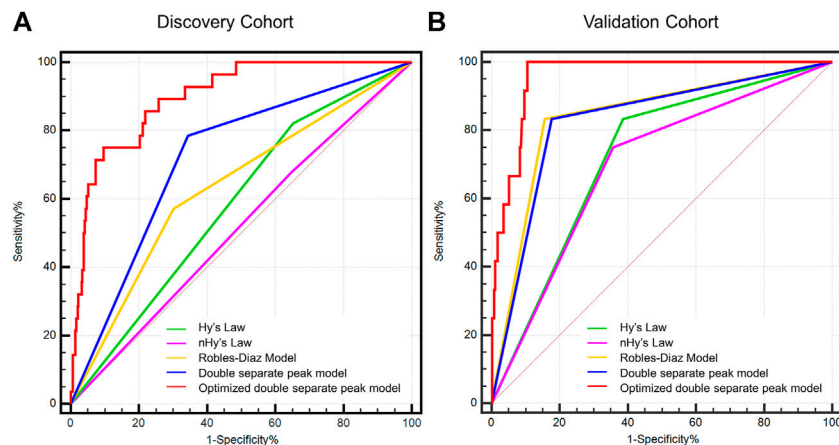 A
Discovery Cohort
Sensitivity%
100
80
60
40
20
0
Hy's Law
nHy's Law
Robles-Diaz Model
Double separate peak model
Optimized double separate peak model
0 20 40 60 80 100
1-Specificity%
B
Validation Cohort
Sensitivity%
100
80
60
40
20
0
Hy's Law
nHy's Law
Robles-Diaz Model
Double separate peak model
Optimized double separate peak model
0 20 40 60 80 100
1-Specificity%